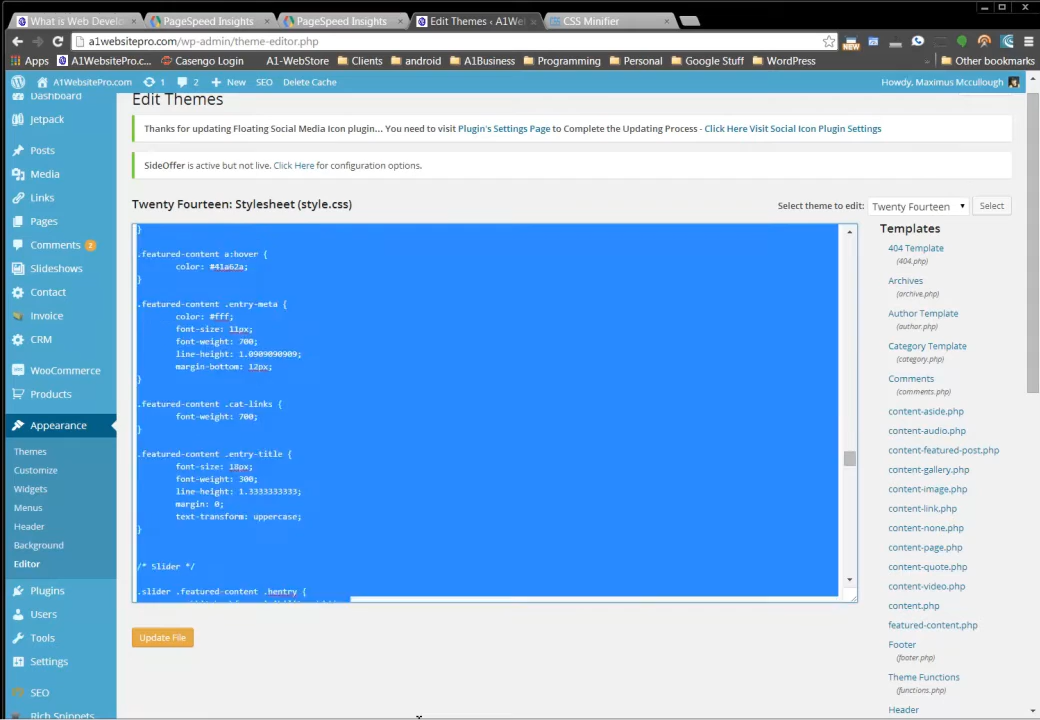 What is Web Develo
PageSpeed Insights
PageSpeed Insights
Edit Themes ‹ A1We
CSS Minifier
a1websitepro.com/wp-admin/theme-editor.php
Apps
A1WebSitePro.c...
Casengo Login
A1-WebStore
Clients
android
A1Business
Programming
Personal
Google Stuff
WordPress
Other bookmarks
A1WebsitePro.com
1
2
New
SEO
Delete Cache
Howdy, Maximus Mccullough
Dashboard
Jetpack
Posts
Media
Links
Pages
Comments 2
Slideshows
Contact
Invoice
CRM
WooCommerce
Products
Appearance
Themes
Customize
Widgets
Menus
Header
Background
Editor
Plugins
Users
Tools
Settings
SEO
Rich Snippets
Edit Themes
Thanks for updating Floating Social Media Icon plugin... You need to visit Plugin's Settings Page to Complete the Updating Process - Click Here Visit Social Icon Plugin Settings
SideOffer is active but not live. Click Here for configuration options.
Twenty Fourteen: Stylesheet (style.css)
Select theme to edit: Twenty Fourteen Select
}
.featured-content a:hover {
color: #41a62a;
}
.featured-content .entry-meta {
color: #fff;
font-size: 11px;
font-weight: 700;
line-height: 1.0909090909;
margin-bottom: 12px;
}
.featured-content .cat-links {
font-weight: 700;
}
.featured-content .entry-title {
font-size: 18px;
font-weight: 300;
line-height: 1.3333333333;
margin: 0;
text-transform: uppercase;
}
/* Slider */
.slider .featured-content .hentry {
Update File
Templates
404 Template
(404.php)
Archives
(archive.php)
Author Template
(author.php)
Category Template
(category.php)
Comments
(comments.php)
content-aside.php
content-audio.php
content-featured-post.php
content-gallery.php
content-image.php
content-link.php
content-none.php
content-page.php
content-quote.php
content-video.php
content.php
featured-content.php
Footer
(footer.php)
Theme Functions
(functions.php)
Header